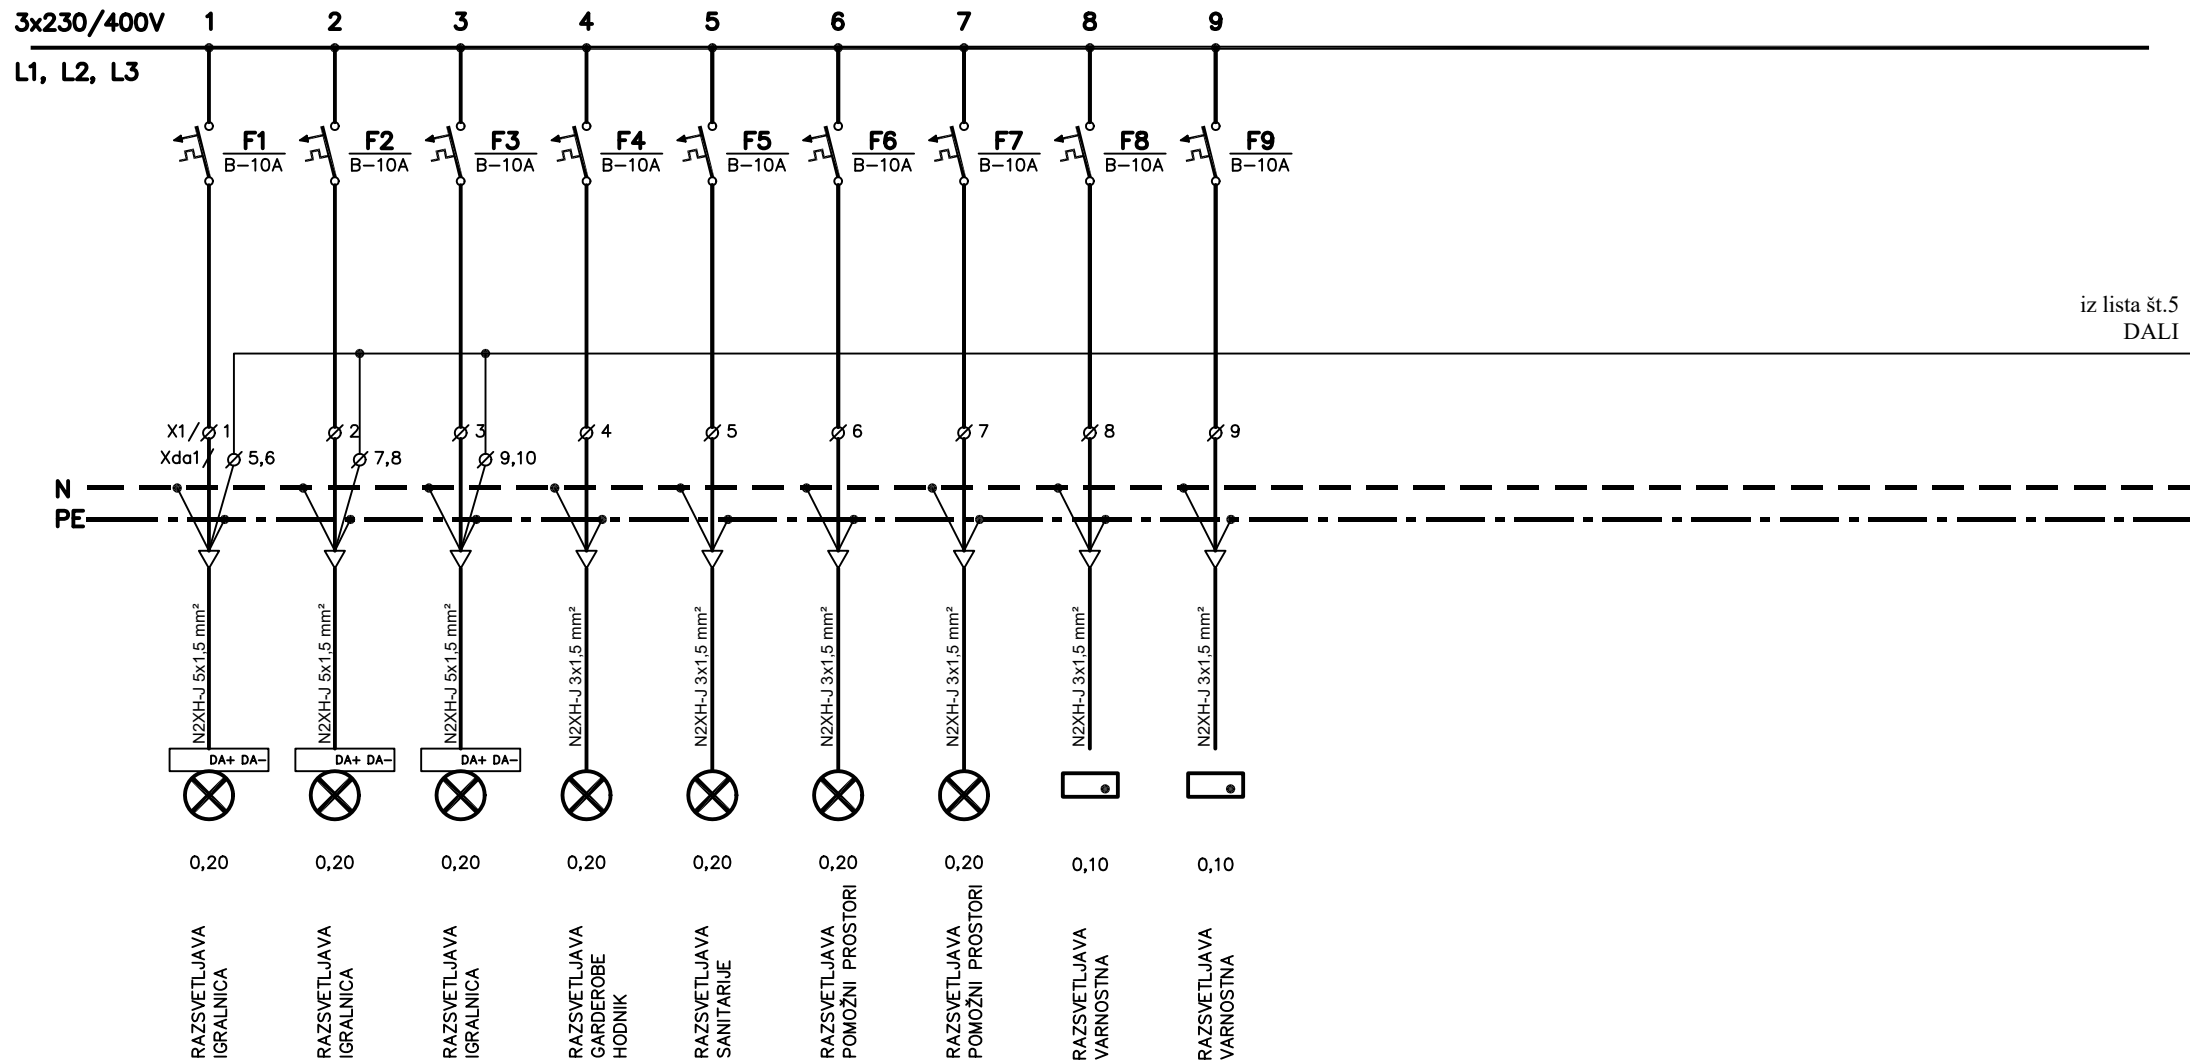 3x230/400V 1 2 3 4 5 6 7 8 9
L1, L2, L3
F1 F2 F3 F4 F5 F6 F7 F8 F9
B-10A B-10A B-10A B-10A B-10A B-10A B-10A B-10A B-10A
iz lista št.5
DALI
X1/ 1 2 3 4 5 6 7 8 9
Xda1/ 5,6 7,8 9,10
N
PE
N2XH-J 5x1,5 mm²
N2XH-J 5x1,5 mm²
N2XH-J 5x1,5 mm²
N2XH-J 3x1,5 mm²
N2XH-J 3x1,5 mm²
N2XH-J 3x1,5 mm²
N2XH-J 3x1,5 mm²
N2XH-J 3x1,5 mm²
N2XH-J 3x1,5 mm²
DA+ DA- DA+ DA- DA+ DA-
0,20 0,20 0,20 0,20 0,20 0,20 0,20 0,10 0,10
RAZSVETLJAVA
IGRALNICA
RAZSVETLJAVA
IGRALNICA
RAZSVETLJAVA
IGRALNICA
RAZSVETLJAVA
GARDEROBE
HODNIK
RAZSVETLJAVA
SANITARIJE
RAZSVETLJAVA
POMOŽNI PROSTORI
RAZSVETLJAVA
POMOŽNI PROSTORI
RAZSVETLJAVA
VARNOSTNA
RAZSVETLJAVA
VARNOSTNA